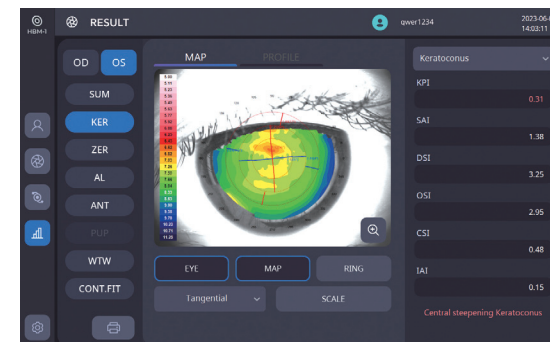 HBM-1
RESULT
qwer1234
2023-06-
14:03:11
OD
OS
SUM
KER
ZER
AL
ANT
PUP
WTW
CONT.FIT
MAP
PROFILE
EYE
MAP
RING
Tangential
SCALE
Keratoconus
KPI
0.31
SAI
1.38
DSI
3.25
OSI
2.95
CSI
0.48
IAI
0.15
Central steepening Keratoconus